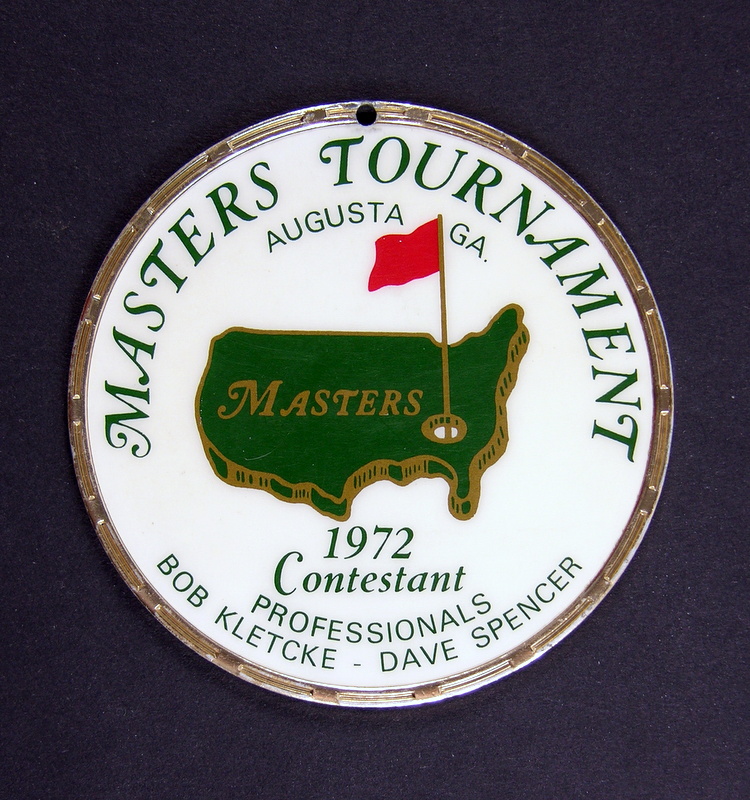 MASTERS TOURNAMENT
AUGUSTA GA.
MASTERS
1972
Contestant
PROFESSIONALS
BOB KLETCKE - DAVE SPENCER